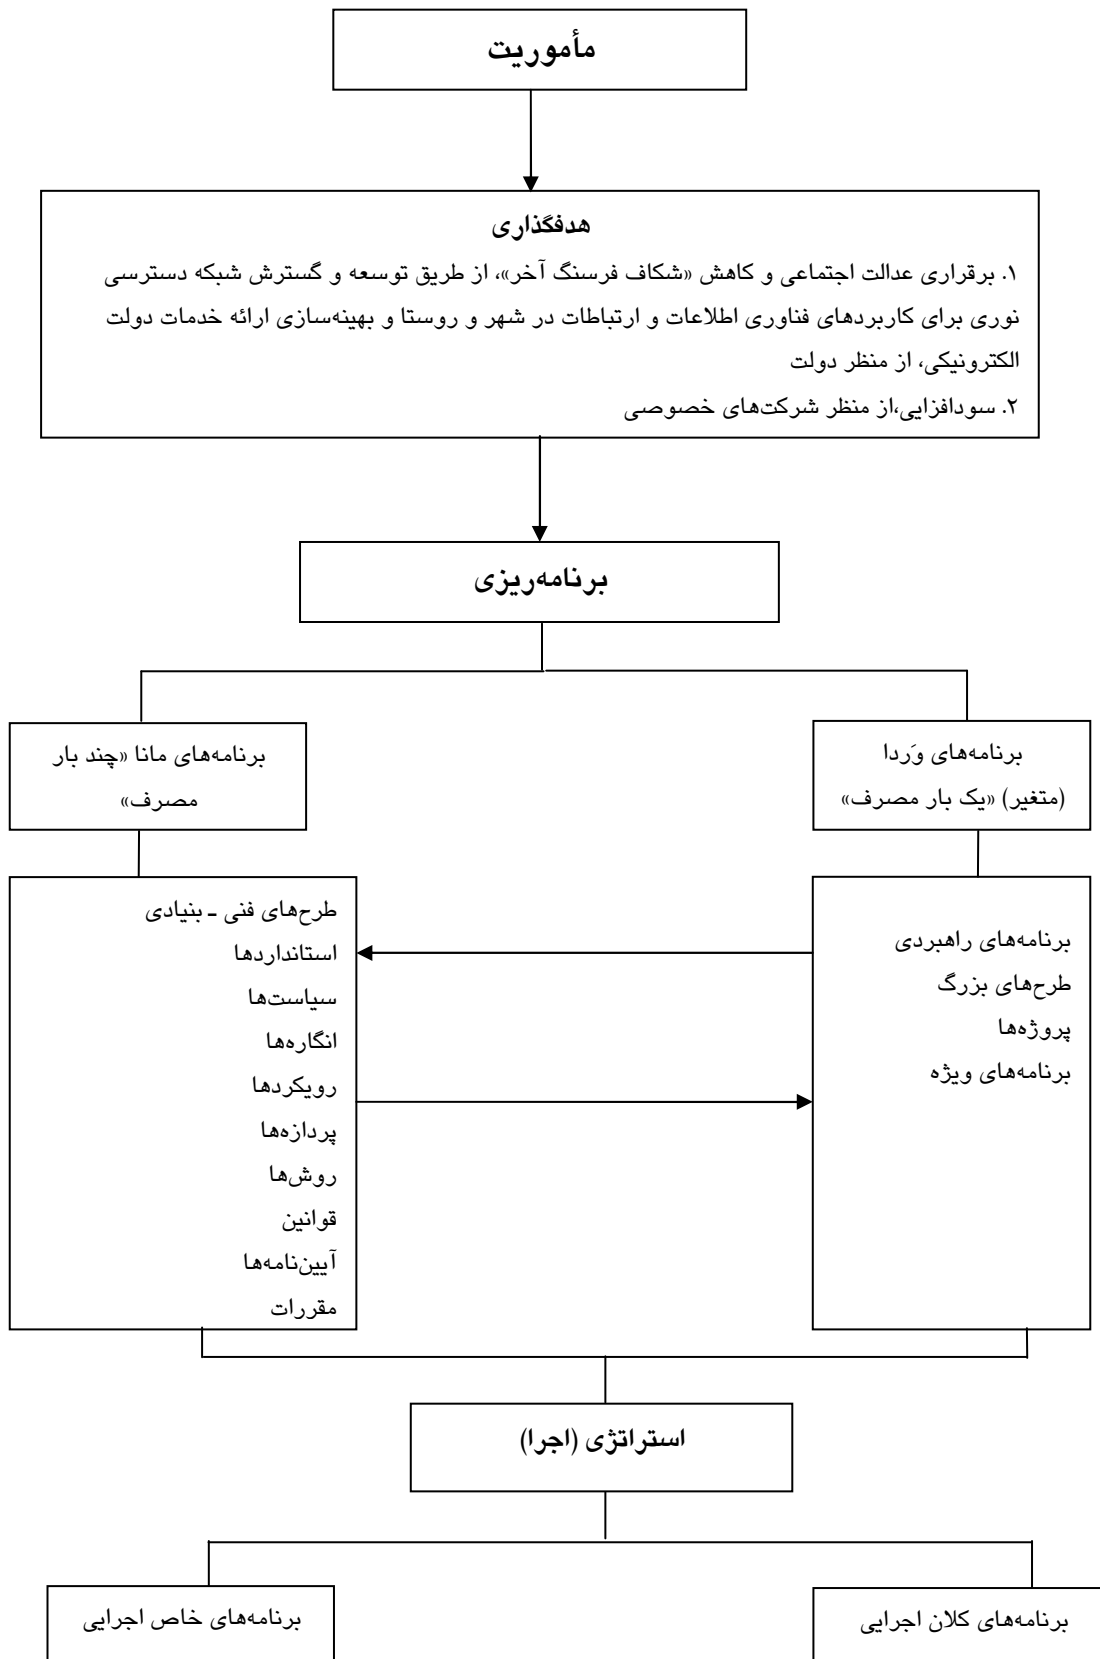 مأموریت
هدفگذاری
۱. برقراری عدالت اجتماعی و کاهش «شکاف فرسنگ آخر»، از طریق توسعه و گسترش شبکه دسترسی
نوری برای کاربردهای فناوری اطلاعات و ارتباطات در شهر و روستا و بهینه‌سازی ارائه خدمات دولت
الکترونیکی، از منظر دولت
۲. سودافزایی،از منظر شرکت‌های خصوصی
برنامه‌ریزی
برنامه‌های وَردا
(متغیر) «یک بار مصرف»
برنامه‌های مانا «چند بار
مصرف»
برنامه‌های راهبردی
طرح‌های بزرگ
پروژه‌ها
برنامه‌های ویژه
طرح‌های فنی ـ بنیادی
استانداردها
سیاست‌ها
انگاره‌ها
رویکردها
پردازه‌ها
روش‌ها
قوانین
آیین‌نامه‌ها
مقررات
استراتژی (اجرا)
برنامه‌های کلان اجرایی
برنامه‌های خاص اجرایی